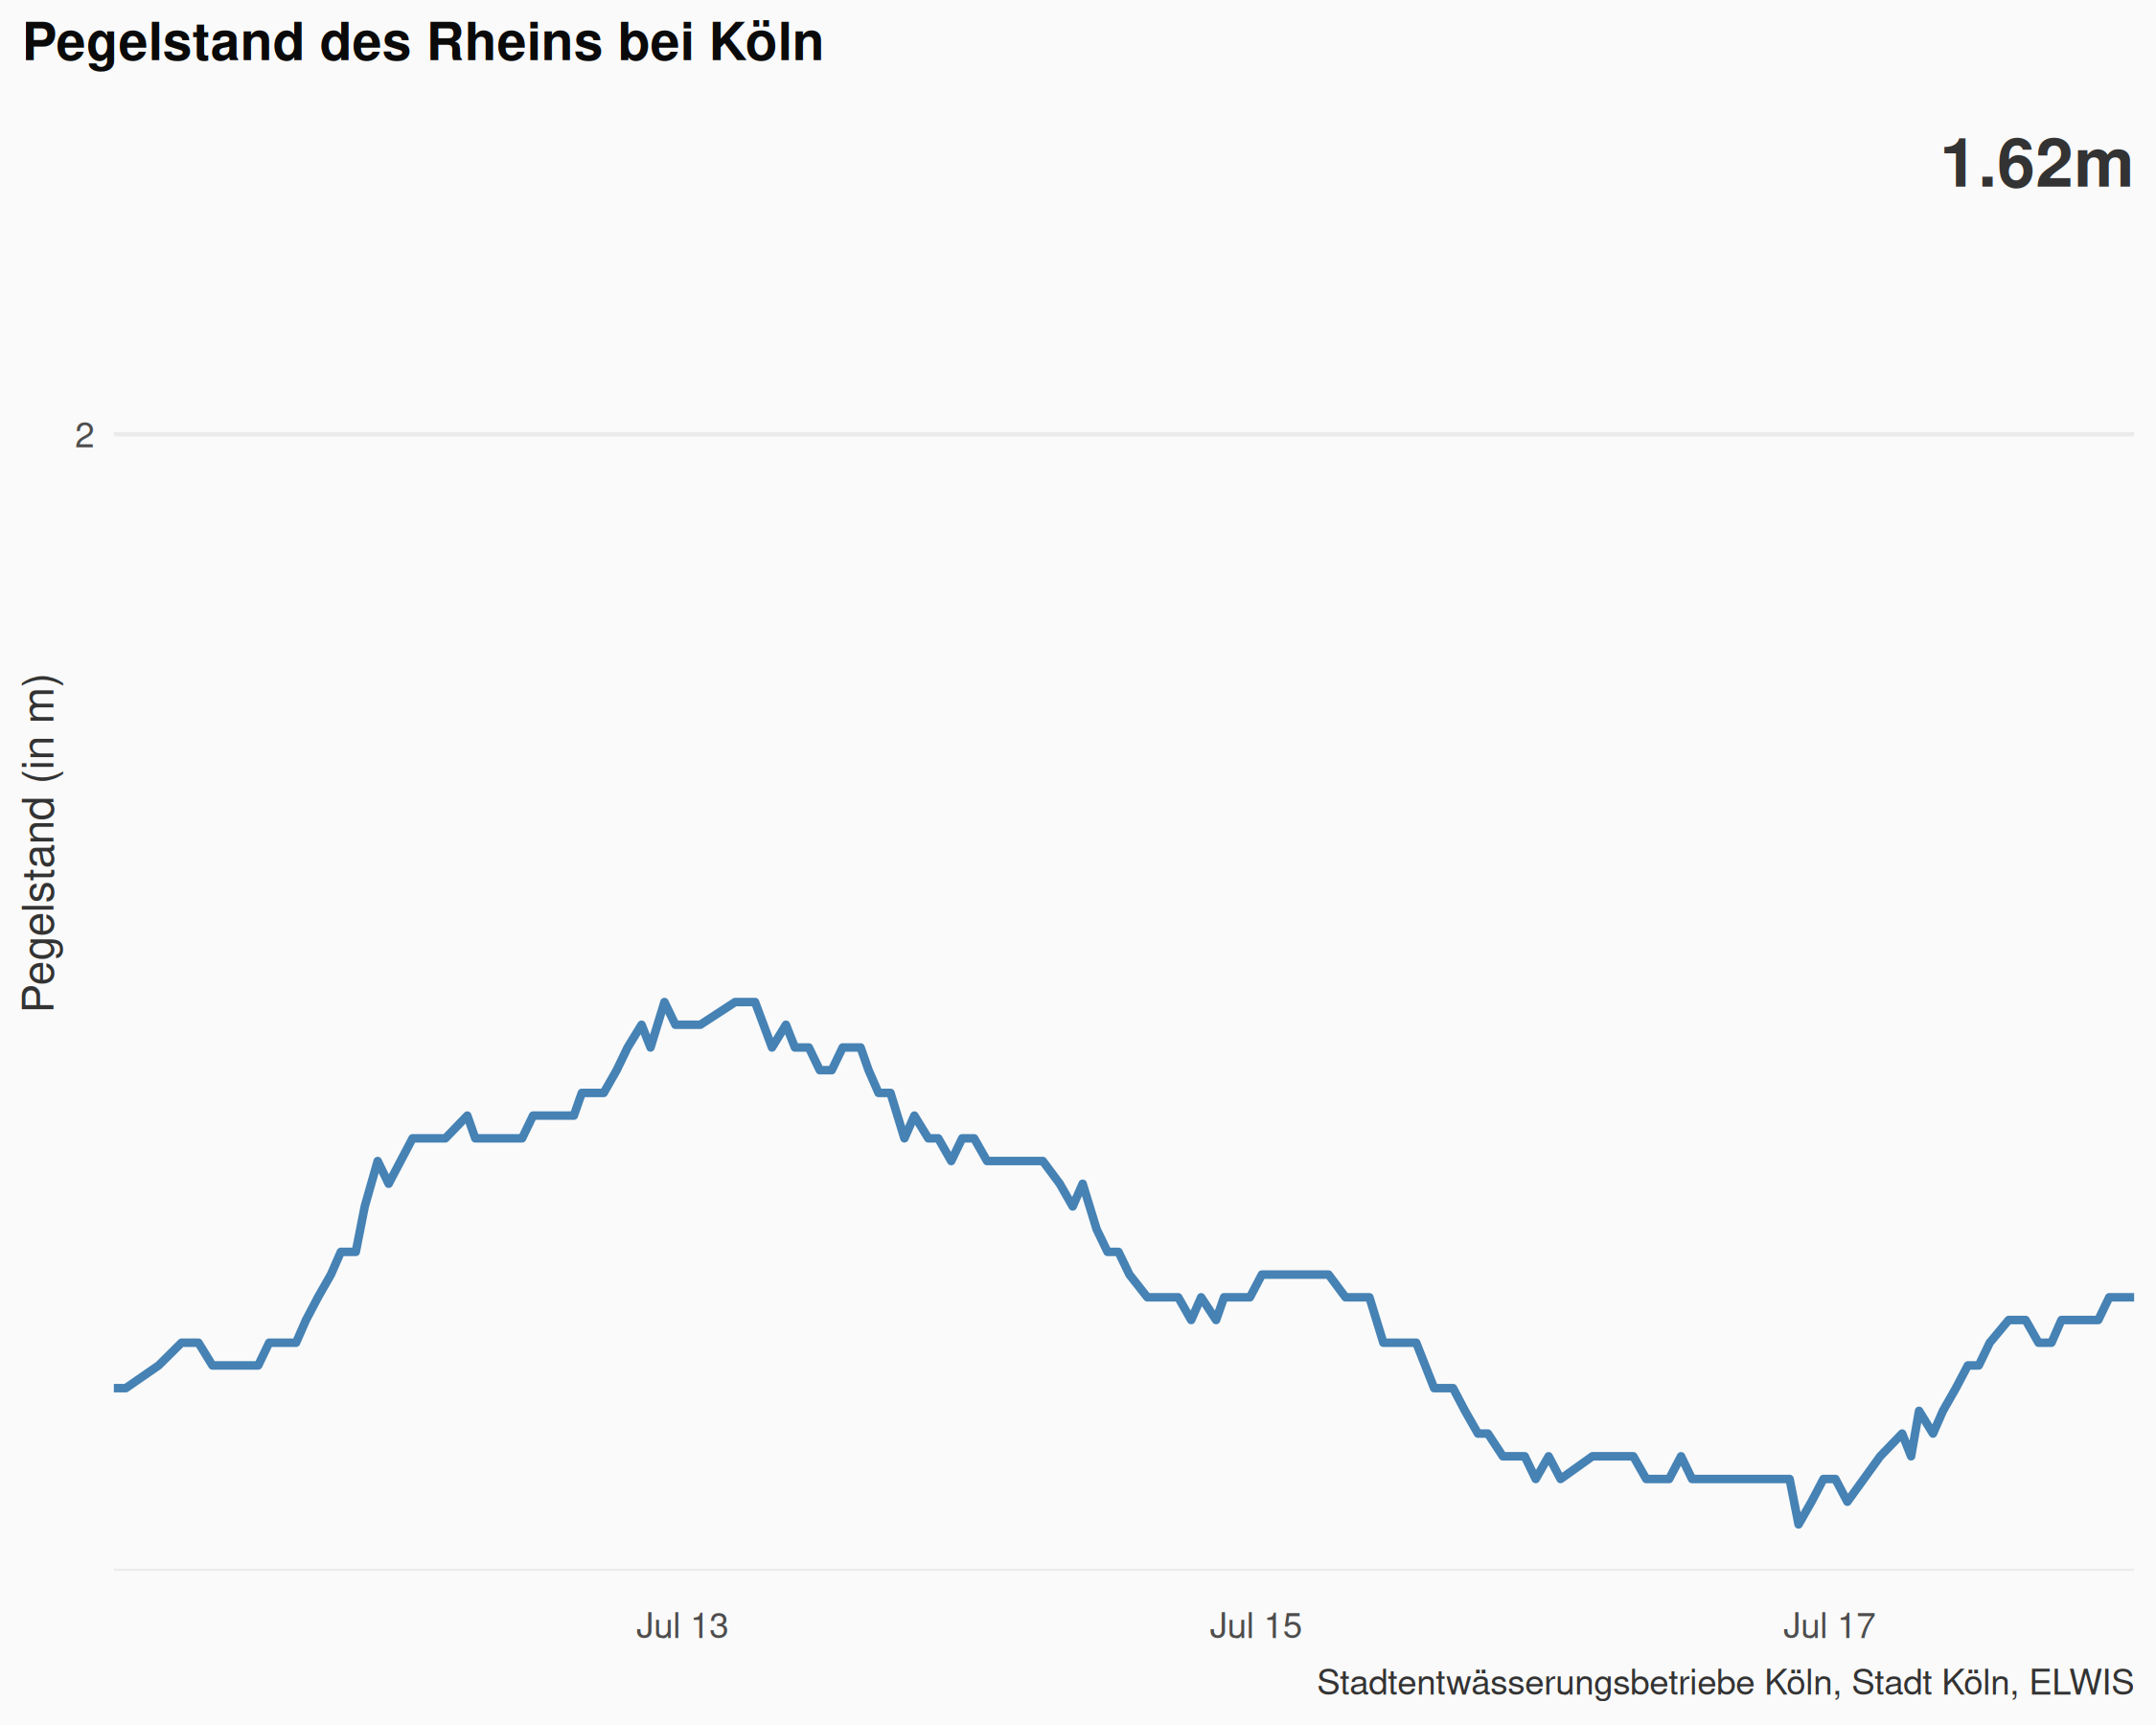 Pegelstand des Rheins bei Köln
1.62m
2
Pegelstand (in m)
Jul 13
Jul 15
Jul 17
Stadtentwässerungsbetriebe Köln, Stadt Köln, ELWIS